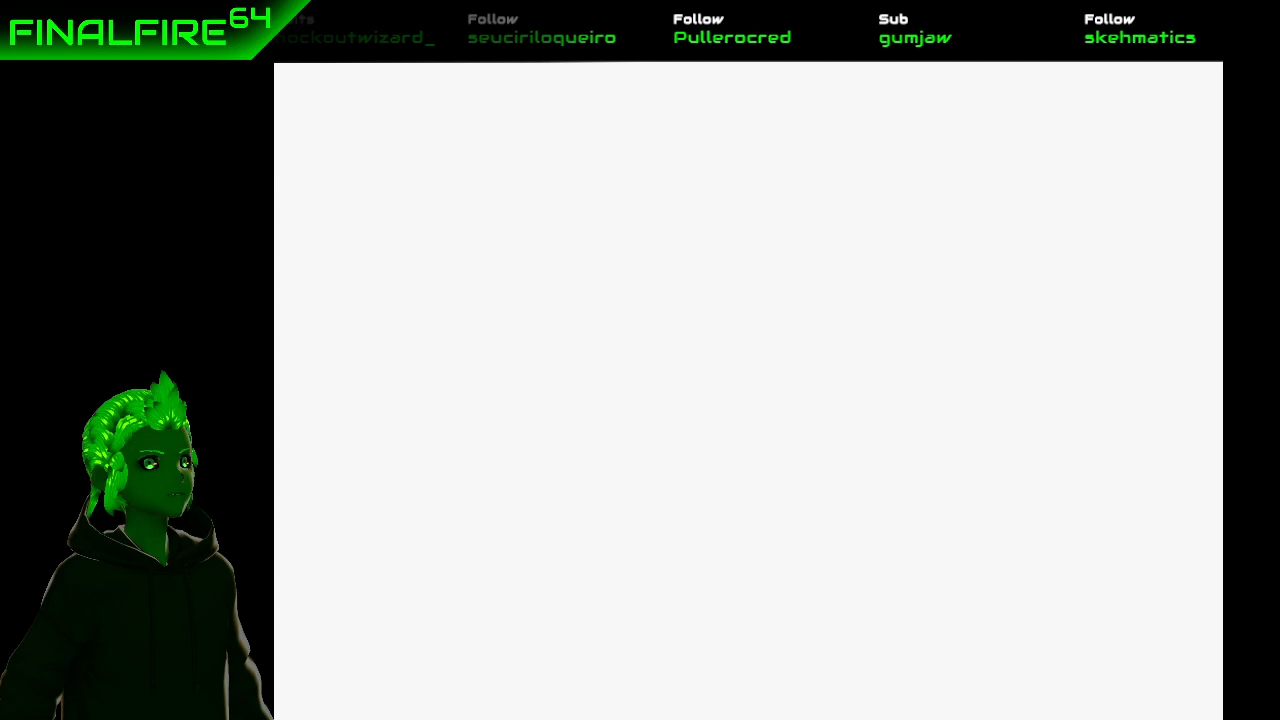 FINALFIRE64
Follow
seuciriloqueiro
Follow
Pullerocred
Sub
gumjaw
Follow
skehmatics